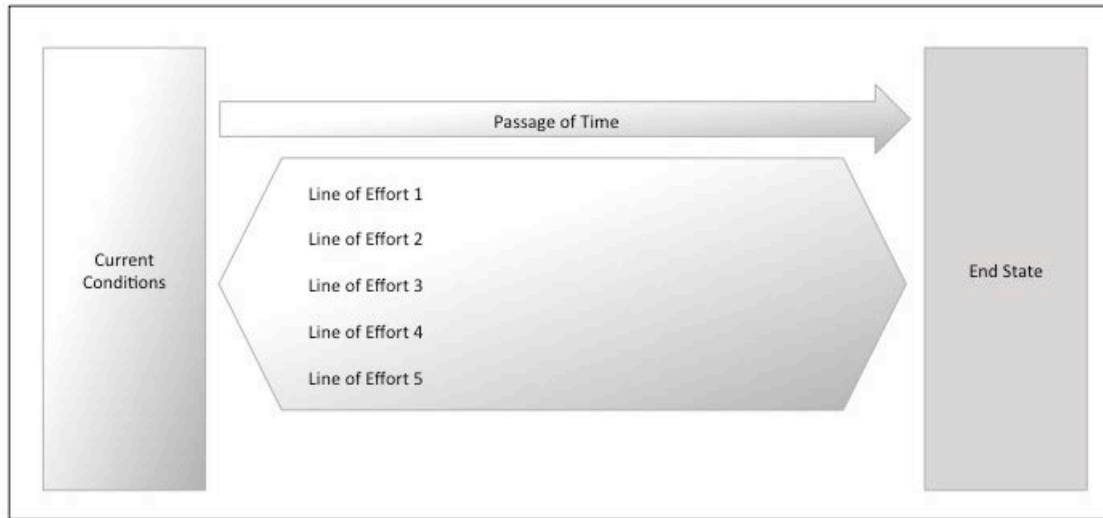 Passage of Time
Line of Effort 1
Line of Effort 2
Current
Conditions
Line of Effort 3
End State
Line of Effort 4
Line of Effort 5